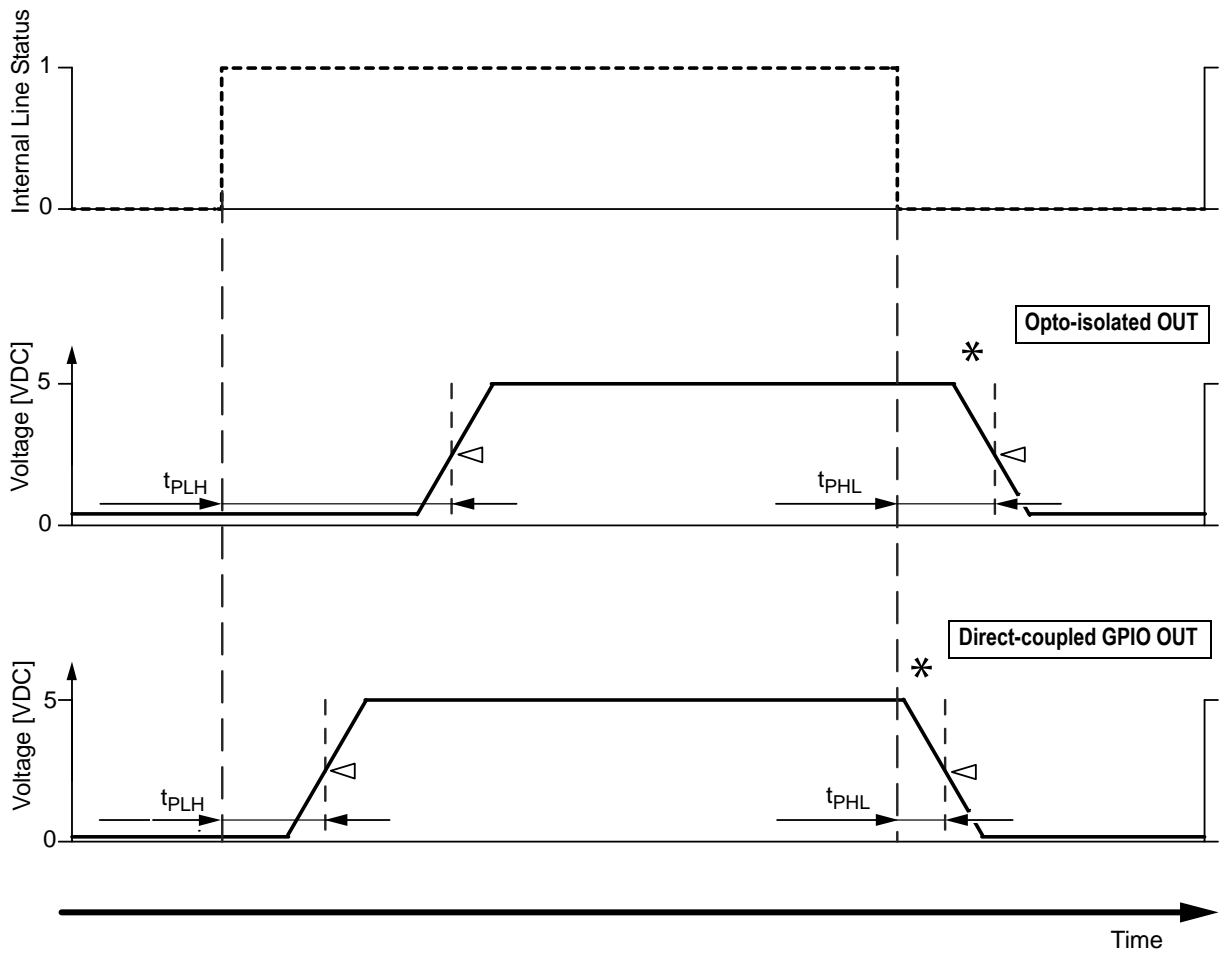 Internal Line Status
1
0
Opto-isolated OUT
*
Voltage [VDC]
5
0
tPLH
tPHL
Direct-coupled GPIO OUT
*
Voltage [VDC]
5
0
tPLH
tPHL
Time